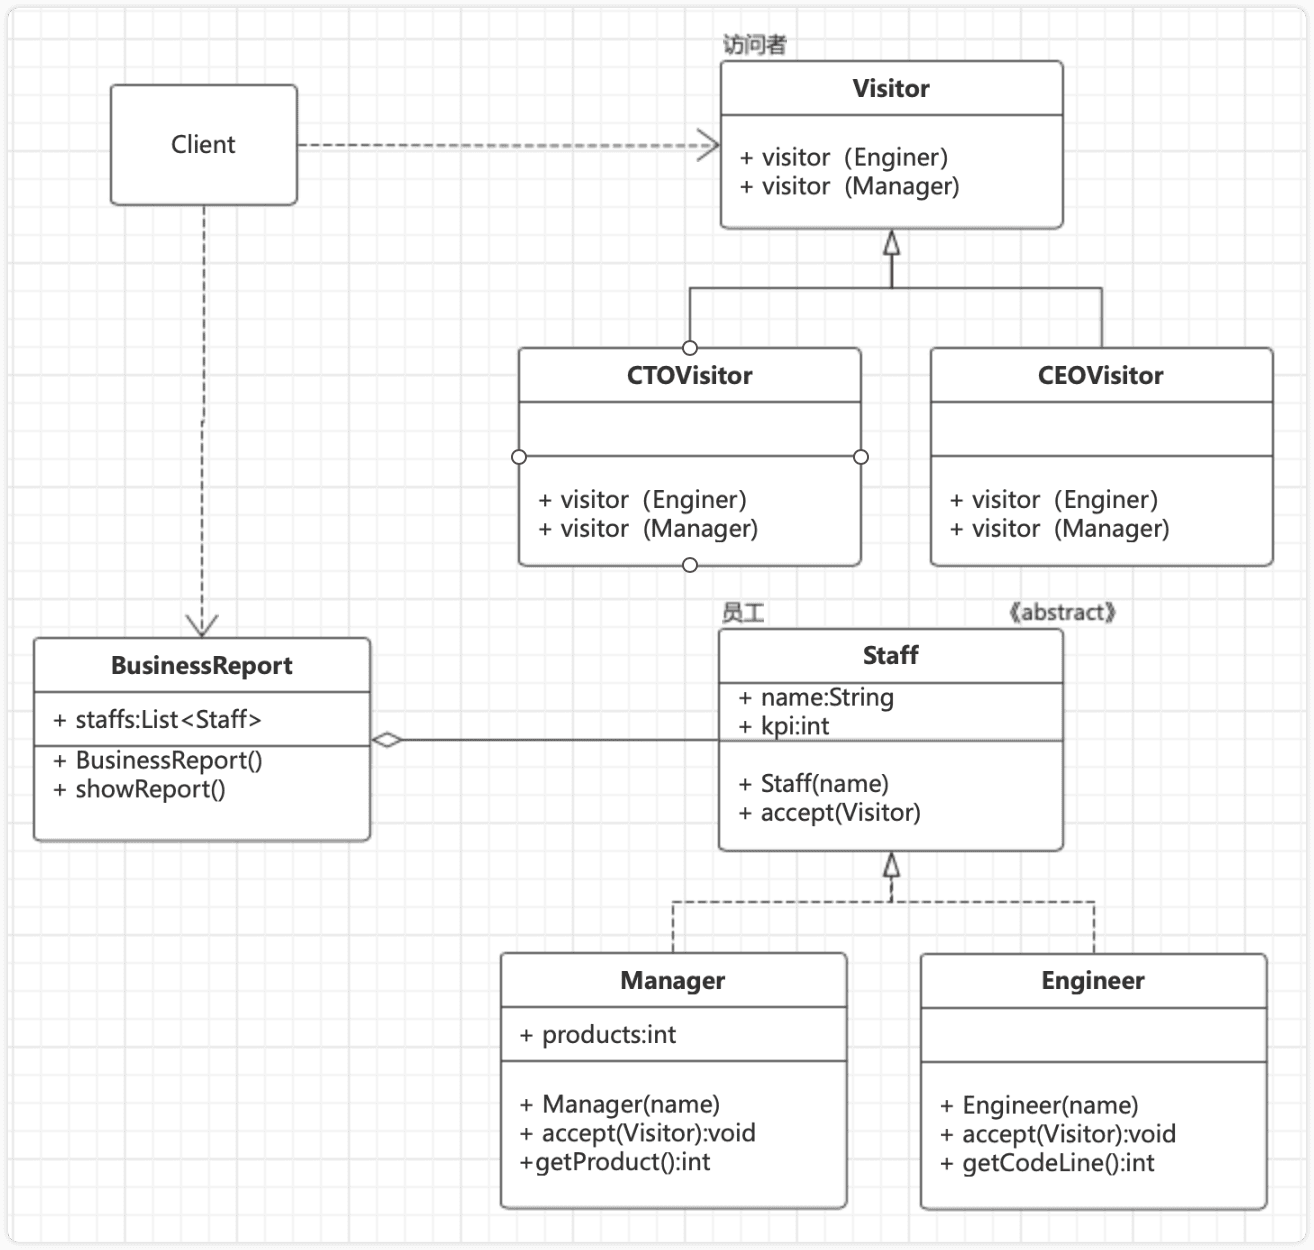 访问者
Visitor
+ visitor（Enginer)
+ visitor（Manager)
Client
CTOVisitor
+ visitor（Enginer)
+ visitor（Manager)
CEOVisitor
+ visitor（Enginer)
+ visitor（Manager)
BusinessReport
+ staffs:List<Staff>
+ BusinessReport()
+ showReport()
员工
《abstract》
Staff
+ name:String
+ kpi:int
+ Staff(name)
+ accept(Visitor)
Manager
+ products:int
+ Manager(name)
+ accept(Visitor):void
+getProduct():int
Engineer
+ Engineer(name)
+ accept(Visitor):void
+ getCodeLine():int